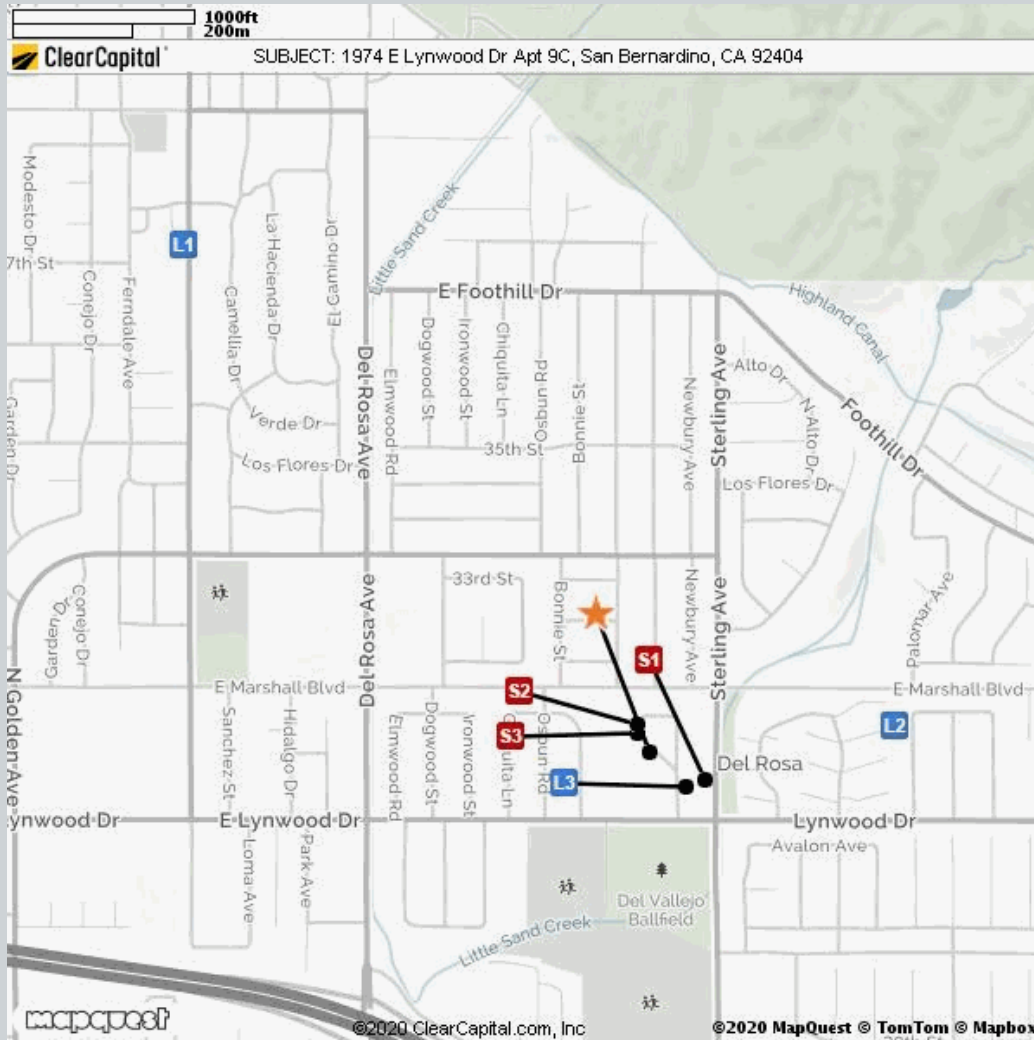 1000ft
200m
ClearCapital
SUBJECT: 1974 E Lynwood Dr Apt 9C, San Bernardino, CA 92404
Modesto Dr
7th St
Conejo Dr
Ferndale Ave
Garden Dr
L1
La Hacienda Dr
El Camino Dr
Camellia Dr
Verde Dr
Los Flores Dr
Little Sand Creek
E Foothill Dr
Del Rosa Ave
Elmwood Rd
Dogwood St
Ironwood St
Chiquita Ln
Osbun Rd
Bonnie St
35th St
Newbury Ave
Sterling Ave
Highland Canal
Alto Dr
N Alto Dr
Foothill Dr
Los Flores Dr
33rd St
Bonnie St
Newbury Ave
Sterling Ave
Palomar Ave
Garden Dr
Conejo Dr
Del Rosa Ave
S1
E Marshall Blvd
S2
E Marshall Blvd
N Golden Ave
Sanchez St
Hidalgo Dr
Elmwood Rd
Dogwood St
Ironwood St
S3
uita Ln
Osbun Rd
L2
L3
Del Rosa
ynwood Dr
E Lynwood Dr
Lynwood Dr
Loma Ave
Park Ave
Avalon Ave
Del Vallejo
Ballfield
Little Sand Creek
mapquest
©2020 ClearCapital.com, Inc
©2020 MapQuest © TomTom © Mapbox